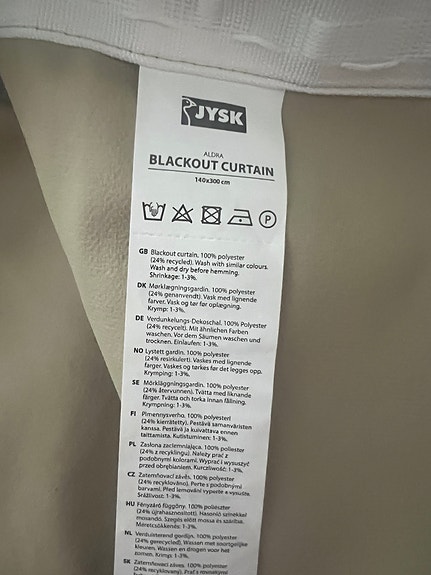 JYSK
ALDRA
BLACKOUT CURTAIN
140x300 cm
P
GB Blackout curtain. 100% polyester
(24% recycled). Wash with similar colours.
Wash and dry before hemming.
Shrinkage: 1-3%.
DK Mørklægningsgardin. 100% polyester
(24% genanvendt). Vask med lignende
farver. Vask og tør før oplægning.
Krymp: 1-3%.
DE Verdunkelungs-Dekoschal. 100% Polyester
(24% recycelt). Mit ähnlichen Farben
waschen. Vor dem Säumen waschen und
trocknen. Einlaufen: 1-3%.
NO Lystett gardin. 100% polyester
(24% resirkulert). Vaskes med lignende
farger. Vaskes og tørkes før det legges opp.
Krymping: 1-3%.
SE Mörkläggningsgardin. 100% polyester
(24% återvunnen). Tvätta med liknande
färger. Tvätta och torka innan fållning.
Krympning: 1-3%.
FI Pimennysverho. 100% polyesteri
(24% kierrätetty). Pestävä samanväristen
kanssa. Pestävä ja kuivattava ennen
taittamista. Kutistuminen: 1-3%.
PL Zasłona zaciemniająca. 100% poliester
(24% z recyklingu). Należy prać z
podobnymi kolorami. Wyprać i wysuszyć
przed obrębianiem. Kurczliwość: 1-3%.
CZ Zatemňovací závěs. 100% polyester
(24% recyklováno). Perte s podobnými
barvami. Před lemování vyperte a vysušte.
Srážlivost: 1-3%.
HU Fényzáró függöny. 100% poliészter
(24% újrahasznosított). Hasonló színekkel
mosandó. Szegés előtt mossa és szárítsa.
Méretcsökkenés: 1-3%.
NL Verduisterend gordijn. 100% polyester
(24% gerecycled). Wassen met soortgelijke
kleuren. Wassen en drogen voor het
zomen. Krimp: 1-3%.
SK Zatemňovací záves. 100% polyester
(24% recyklovaný). Prať s rovnakými